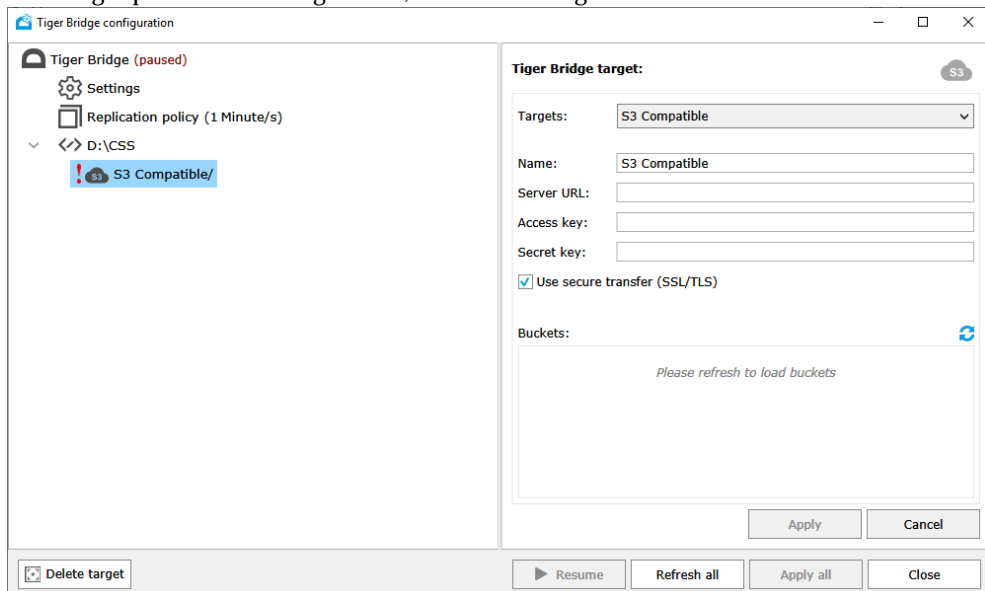 Tiger Bridge configuration
Tiger Bridge (paused)
Settings
Replication policy (1 Minute/s)
D:\CSS
S3 S3 Compatible/
Tiger Bridge target:
S3
Targets: S3 Compatible
Name: S3 Compatible
Server URL:
Access key:
Secret key:
Use secure transfer (SSL/TLS)
Buckets:
Please refresh to load buckets
Apply Cancel
Delete target Resume Refresh all Apply all Close